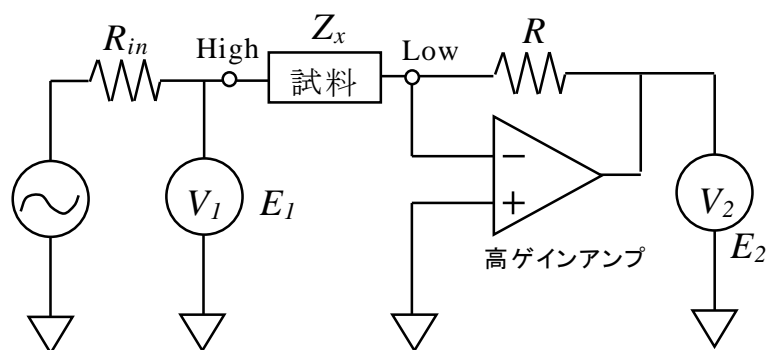 R_in
High
Z_x
Low
R
試料
V_1
E_1
−
+
V_2
E_2
高ゲインアンプ